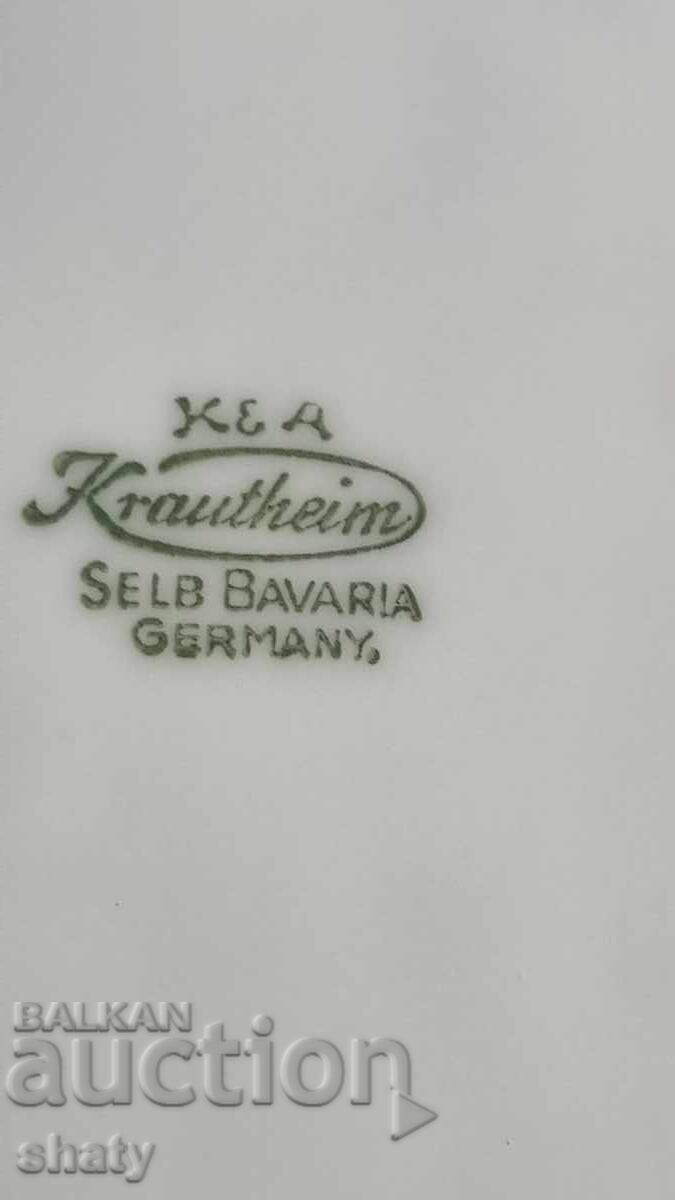 K & A
Krautheim
SELB BAVARIA
GERMANY.
BALKAN
auction
shaty